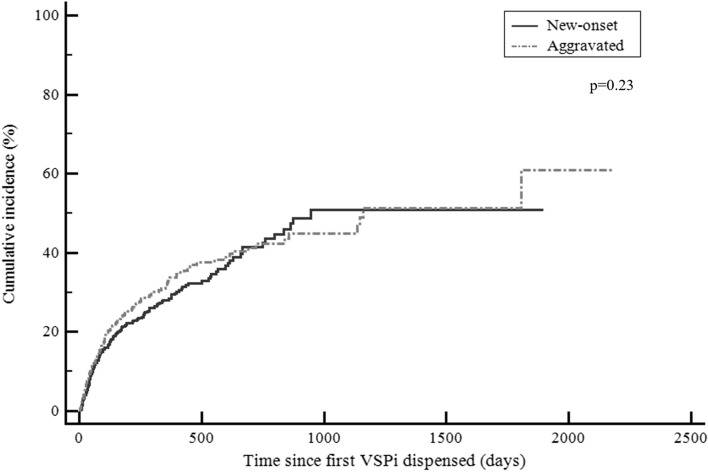 New-onset
Aggravated
p=0.23
Cumulative incidence (%)
100
80
60
40
20
0
0 500 1000 1500 2000 2500
Time since first VSPi dispensed (days)